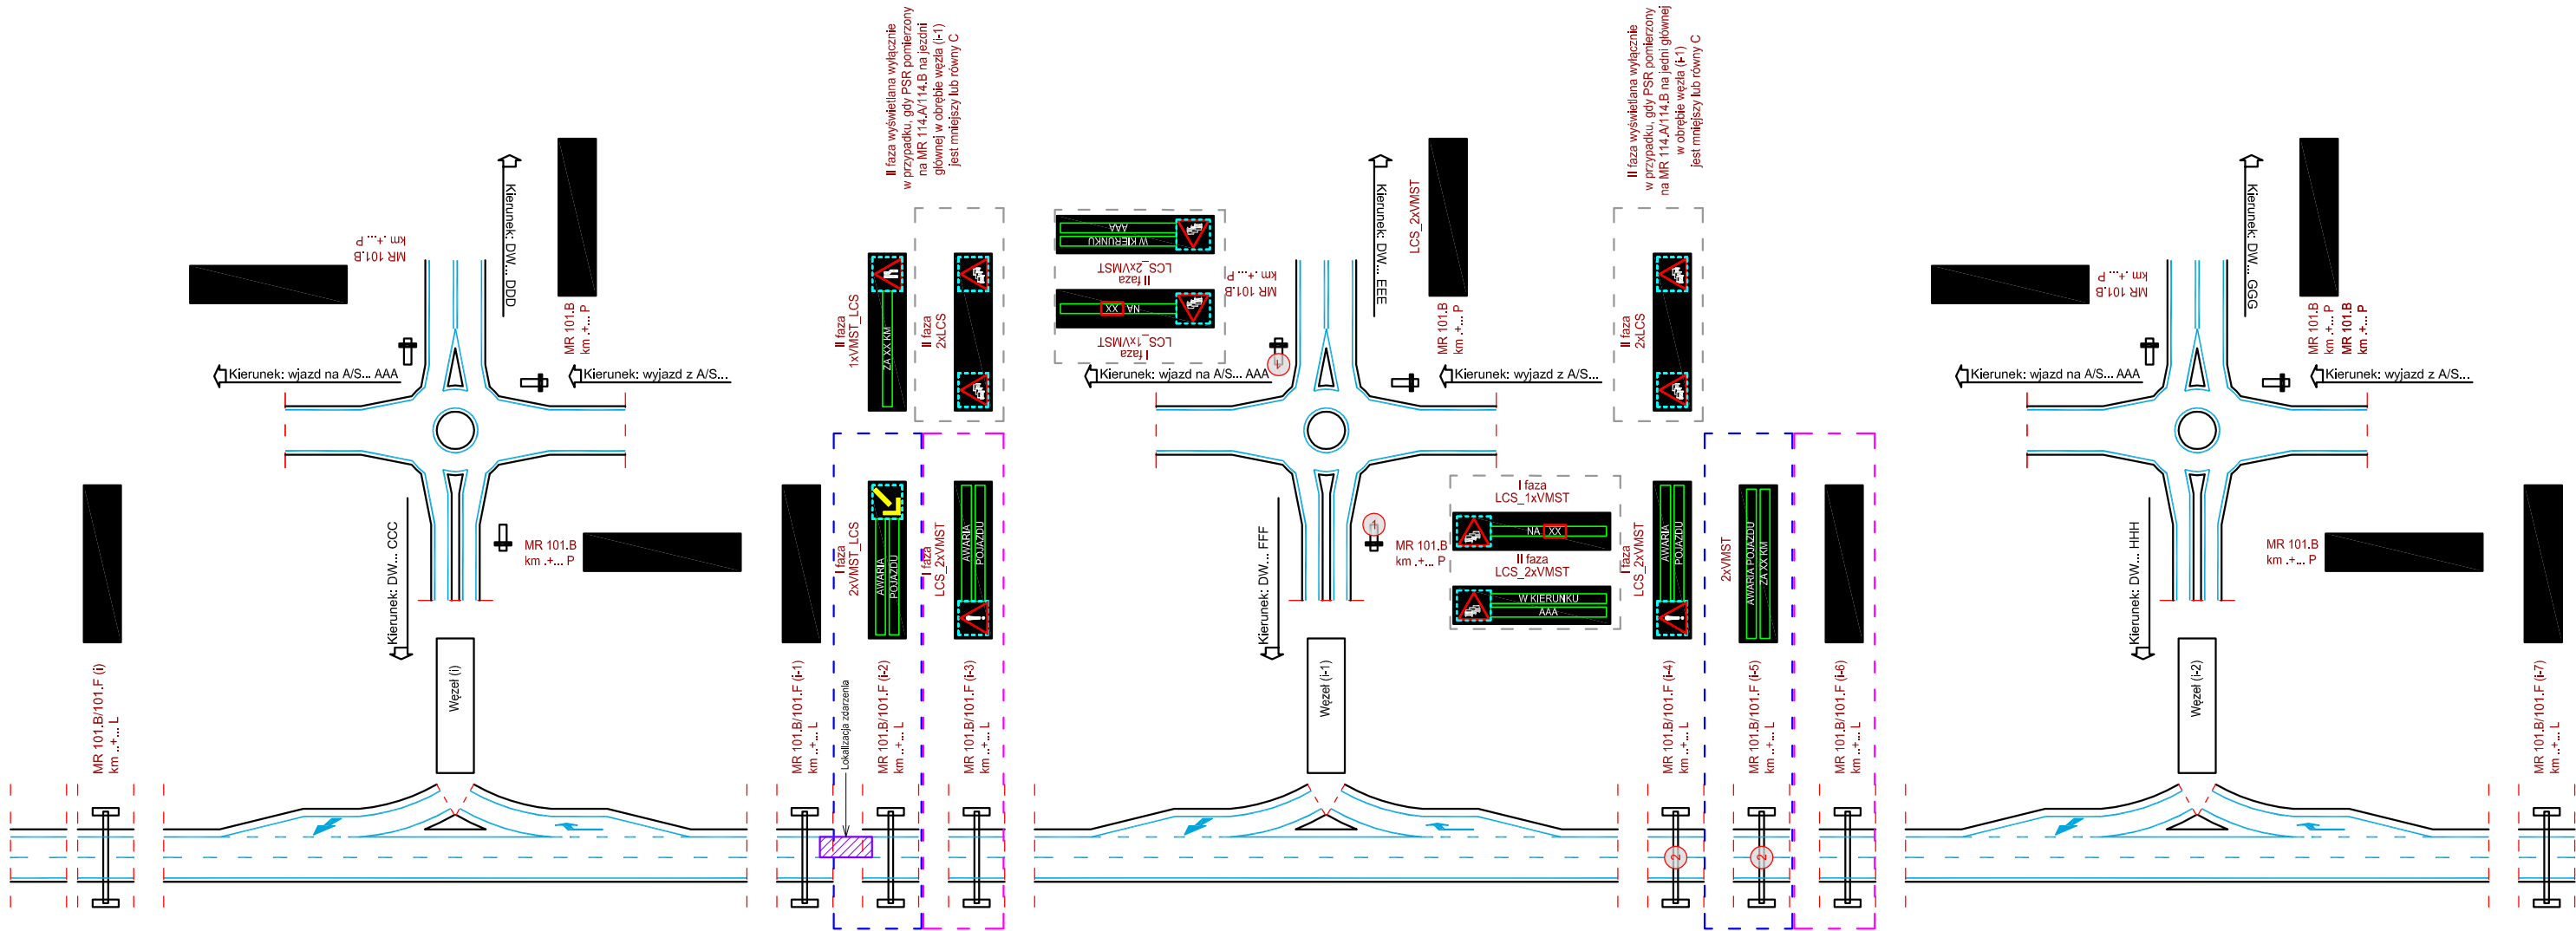 II faza wyświetlana wyłącznie
w przypadku, gdy PSR pomierzony
na MR 114.A/114.B na jezdni
głównej w obrębie węzła (i-1)
jest mniejszy lub równy C
II faza wyświetlana wyłącznie
w przypadku, gdy PSR pomierzony
na MR 114.A/114.B na jedni głównej
w obrębie węzła (i-1)
jest mniejszy lub równy C
MR 101.B
km .+... P
Kierunek: DW... DDD
MR 101.B
km .+... P
Kierunek: wjazd na A/S... AAA
Kierunek: wyjazd z A/S...
Kierunek: DW... CCC
MR 101.B
km .+... P
II faza
1xVMST_LCS
ZA XX KM
II faza
2xLCS
W KIERUNKU
AAA
II faza
LCS_2xVMST
NA XX
I faza
LCS_1xVMST
MR 101.B
km .+... P
1
Kierunek: DW... EEE
LCS_2xVMST
MR 101.B
km .+... P
Kierunek: wjazd na A/S... AAA
Kierunek: wyjazd z A/S...
Kierunek: DW... FFF
1
MR 101.B
km .+... P
I faza
LCS_1xVMST
NA XX
II faza
LCS_2xVMST
W KIERUNKU
AAA
II faza
2xLCS
MR 101.B
km .+... P
Kierunek: DW... GGG
MR 101.B
km .+... P
MR 101.B
km .+... P
Kierunek: wjazd na A/S... AAA
Kierunek: wyjazd z A/S...
Kierunek: DW... HHH
MR 101.B
km .+... P
I faza
2xVMST_LCS
AWARIA
POJAZDU
I faza
LCS_2xVMST
AWARIA
POJAZDU
I faza
LCS_2xVMST
AWARIA
POJAZDU
2xVMST
AWARIA POJAZDU
ZA XX KM
MR 101.B/101.F (i)
km ..+... L
Węzeł (i)
MR 101.B/101.F (i-1)
km ..+... L
Lokalizacja zdarzenia
MR 101.B/101.F (i-2)
km ..+... L
MR 101.B/101.F (i-3)
km ..+... L
Węzeł (i-1)
MR 101.B/101.F (i-4)
km ..+... L
MR 101.B/101.F (i-5)
km ..+... L
MR 101.B/101.F (i-6)
km ..+... L
Węzeł (i-2)
MR 101.B/101.F (i-7)
km ..+... L
2
2